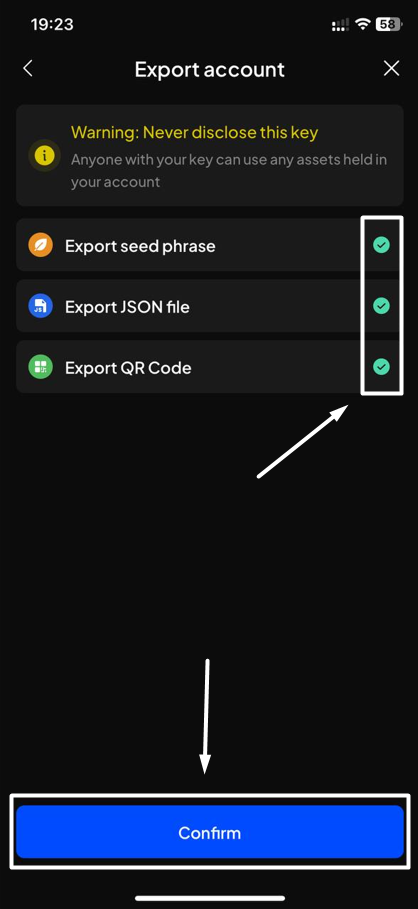 19:23
58
Export account
Warning: Never disclose this key
Anyone with your key can use any assets held in
your account
Export seed phrase
JS
Export JSON file
Export QR Code
Confirm